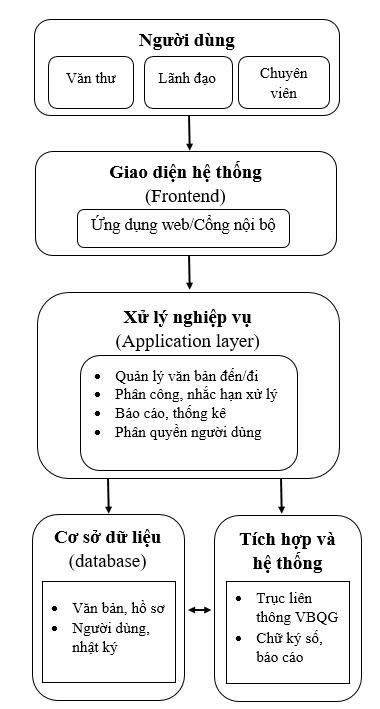 Người dùng
Văn thư
Lãnh đạo
Chuyên
viên
Giao diện hệ thống
(Frontend)
Ứng dụng web/Cổng nội bộ
Xử lý nghiệp vụ
(Application layer)
• Quản lý văn bản đến/đi
• Phân công, nhắc hạn xử lý
• Báo cáo, thống kê
• Phân quyền người dùng
Cơ sở dữ liệu
(database)
• Văn bản, hồ sơ
• Người dùng,
nhật ký
Tích hợp và
hệ thống
• Trục liên
thông VBQG
• Chữ ký số,
báo cáo